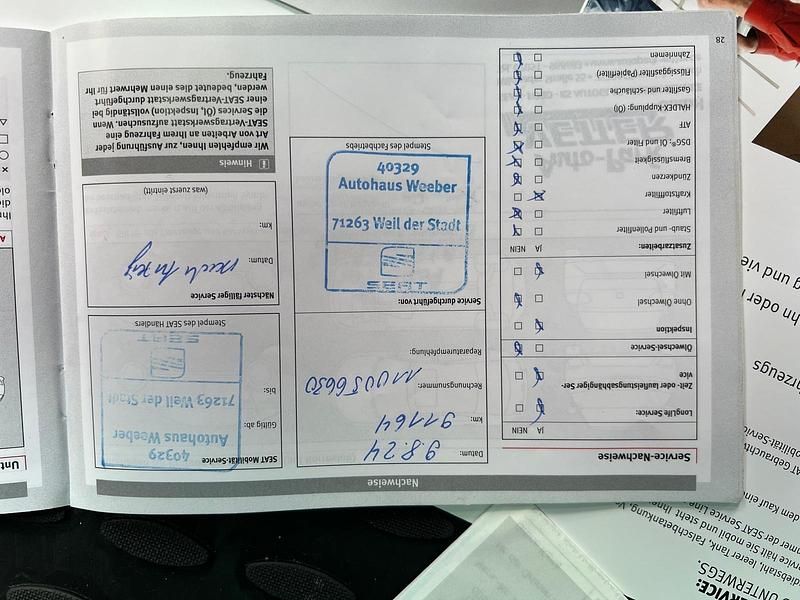 Nachweise
Service-Nachweise
JA NEIN
Longlife Service:
Zeit- oder laufleistungsabhängiger Ser-
vice
Ölwechsel-Service
Inspektion
Ohne Ölwechsel
Mit Ölwechsel
Zusatzarbeiten: JA NEIN
Staub- und Pollenfilter
Luftfilter
Kraftstofffilter
Zündkerzen
Bremsflüssigkeit
DSG®; Öl und Filter
ATF
HALDEX-Kupplung: (Öl)
Gasfilter und -schläuche
Flüssiggasfilter (Papierfilter)
Zahnriemen
28
Datum: 9.8.24
km: 91164
Rechnungsnummer: 110056630
Reparaturempfehlung:
Service durchgeführt von:
SEAT
71263 Weil der Stadt
Autohaus Weeber
40329
Stempel des Fachbetriebs
SEAT Mobilität-Service
Gültig ab:
bis:
40329
Autohaus Weeber
71263 Weil der Stadt
SEAT
Stempel des SEAT Händlers
Nächster fälliger Service
Datum: nach Anzeige
km:
(was zuerst eintritt)
Hinweis
Wir empfehlen Ihnen, zur Ausführung jeder
Art von Arbeiten an Ihrem Fahrzeug eine
SEAT-Vertragswerkstatt aufzusuchen. Wenn
die Services (Öl, Inspektion) vollständig bei
einer SEAT-Vertragswerkstatt durchgeführt
werden, bedeutet dies einen Mehrwert für Ihr
Fahrzeug.